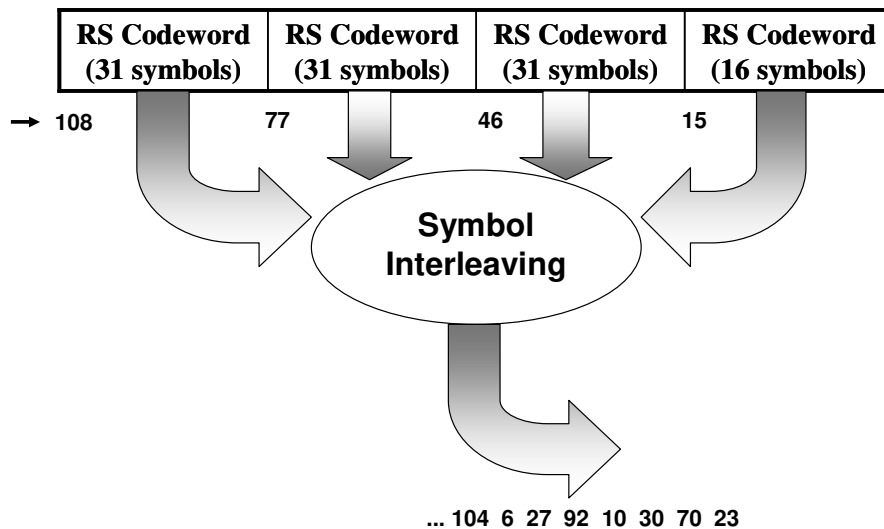 RS Codeword RS Codeword RS Codeword RS Codeword
(31 symbols) (31 symbols) (31 symbols) (16 symbols)
108 77 46 15
Symbol
Interleaving
... 104 6 27 92 10 30 70 23